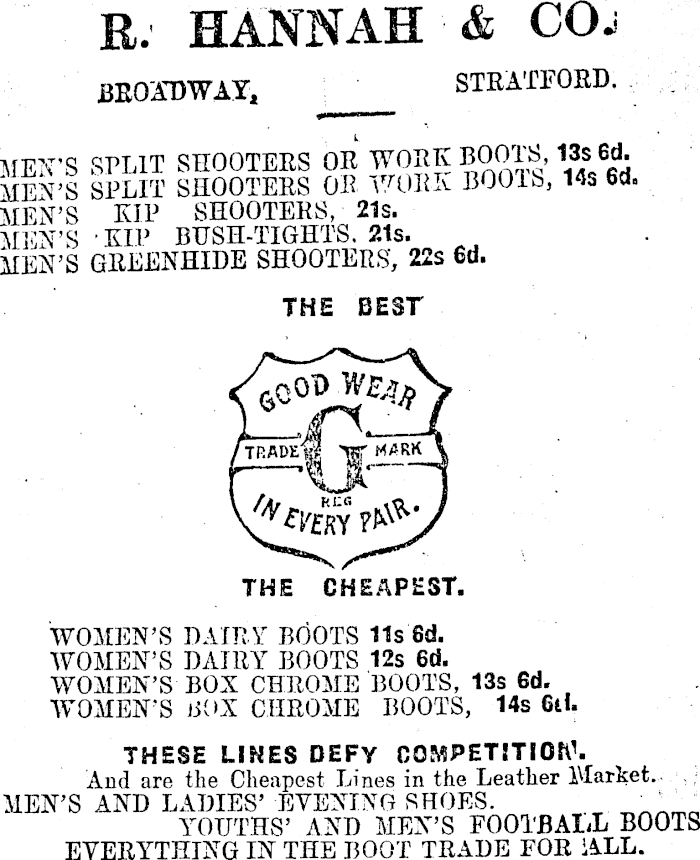 R. HANNAH & CO.
BROADWAY, STRATFORD.
MEN'S SPLIT SHOOTERS OR WORK BOOTS, 13s 6d.
MEN'S SPLIT SHOOTERS OR WORK BOOTS, 14s 6d.
MEN'S KIP SHOOTERS, 21s.
MEN'S KIP BUSH-TIGHTS. 21s.
MEN'S GREENHIDE SHOOTERS, 22s 6d.
THE BEST
GOOD WEAR
TRADE G MARK
REG
IN EVERY PAIR.
THE CHEAPEST.
WOMEN'S DAIRY BOOTS 11s 6d.
WOMEN'S DAIRY BOOTS 12s 6d.
WOMEN'S BOX CHROME BOOTS, 13s 6d.
WOMEN'S BOX CHROME BOOTS, 14s 6d.
THESE LINES DEFY COMPETITION.
And are the Cheapest Lines in the Leather Market.
MEN'S AND LADIES' EVENING SHOES.
YOUTHS' AND MEN'S FOOTBALL BOOTS
EVERYTHING IN THE BOOT TRADE FOR ALL.